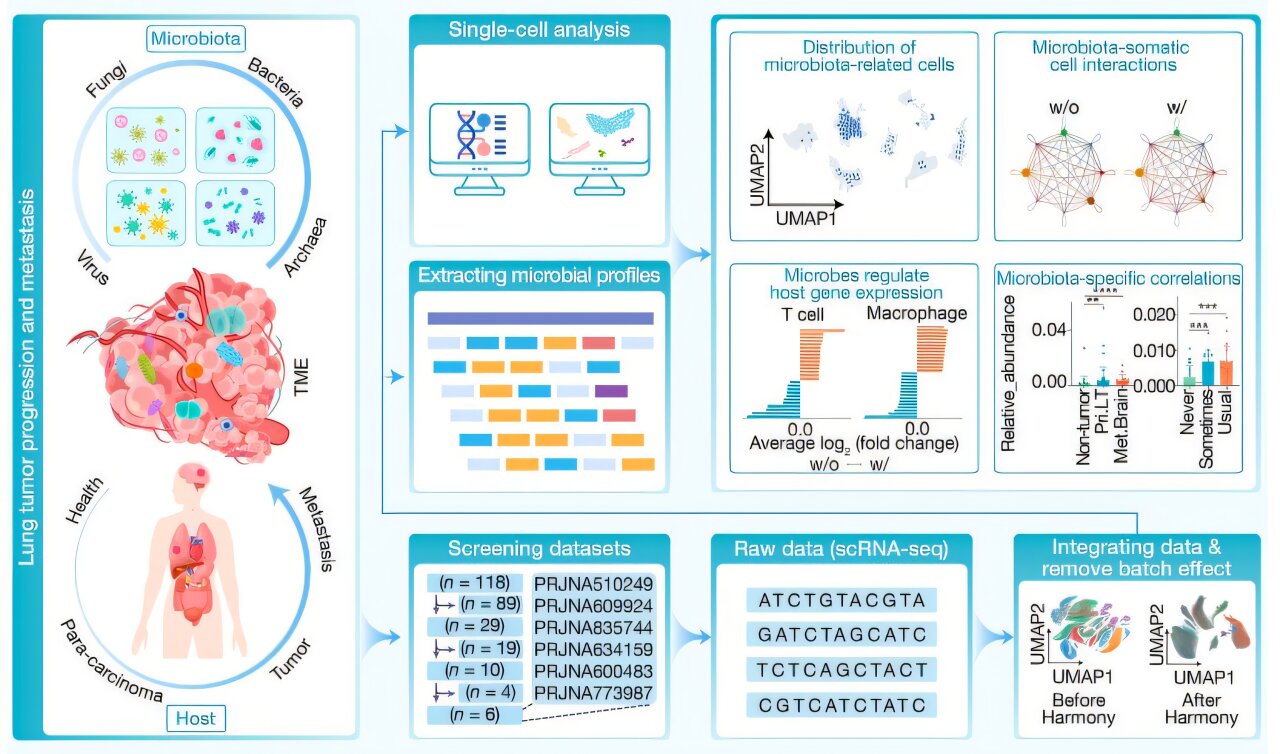 Lung tumor progression and metastasis
Microbiota
Fungi
Bacteria
Virus
Archaea
TME
Health
Metastasis
Para-carcinoma
Tumor
Host
Single-cell analysis
Extracting microbial profiles
Distribution of
microbiota-related cells
UMAP2
UMAP1
Microbiota-somatic
cell interactions
w/o
w/
Microbes regulate
host gene expression
T cell
Macrophage
0.0
0.0
Average log2 (fold change)
w/o — w/
Microbiota-specific correlations
Relative_abundance
0.04
0.00
Non-tumor
Pri.LT
Met.Brain
0.020
0.010
0.000
***
Never
Sometimes
Usual
Screening datasets
(n = 118)
(n = 89)
(n = 29)
(n = 19)
(n = 10)
(n = 4)
(n = 6)
PRJNA510249
PRJNA609924
PRJNA835744
PRJNA634159
PRJNA600483
PRJNA773987
Raw data (scRNA-seq)
ATCTGTACGTA
GATCTAGCATC
TCTCAGCTACT
CGTCATCTATC
Integrating data &
remove batch effect
UMAP2
UMAP1
Before
Harmony
UMAP2
UMAP1
After
Harmony